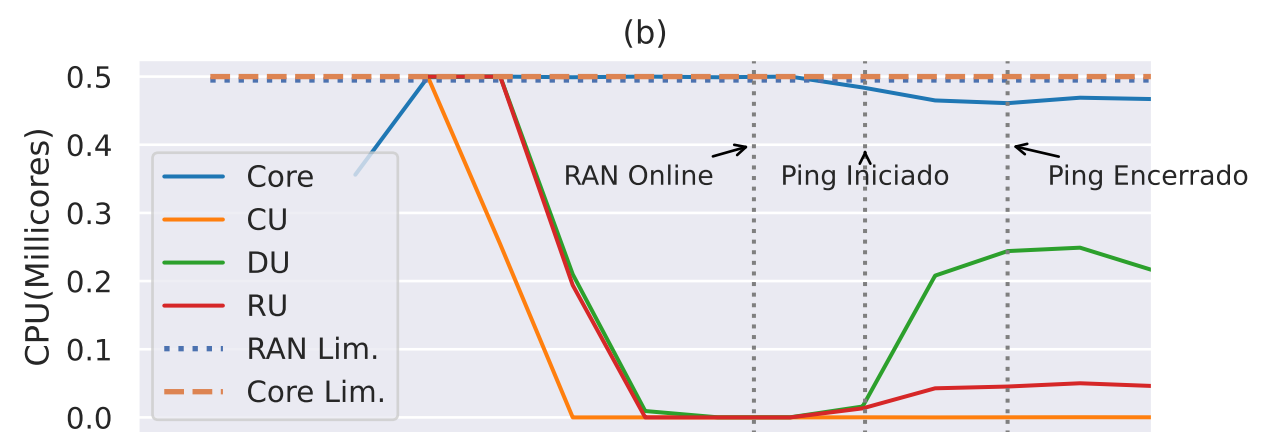 (b)
CPU(Millicores)
0.5
0.4
0.3
0.2
0.1
0.0
RAN Online
Ping Iniciado
Ping Encerrado
Core
CU
DU
RU
RAN Lim.
Core Lim.